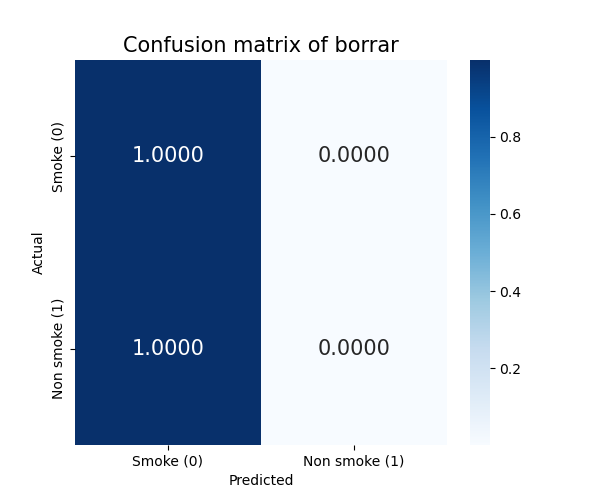 Confusion matrix of borrar
Smoke (0)
1.0000
0.0000
0.8
0.6
Actual
0.4
Non smoke (1)
1.0000
0.0000
0.2
Smoke (0)
Non smoke (1)
Predicted